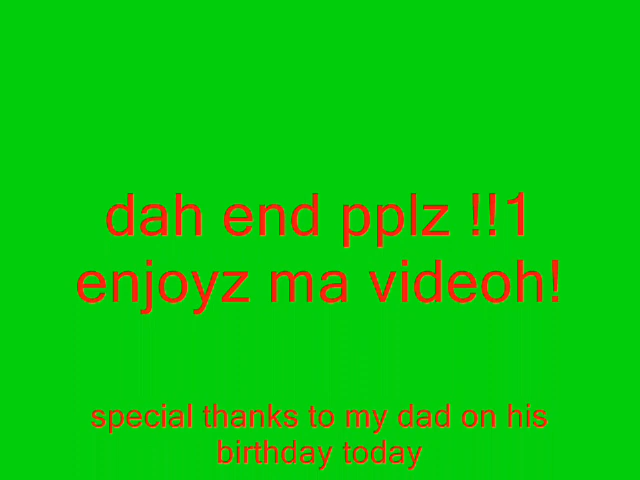 dah end pplz !!1
enjoyz ma videoh!
special thanks to my dad on his
birthday today